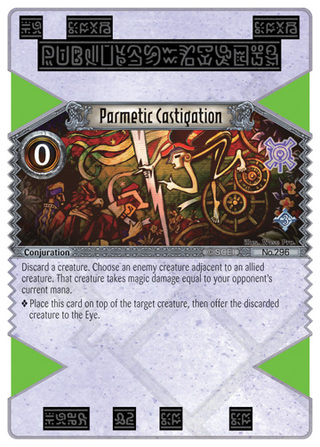 Parmetic Castigation
0
Conjuration
No.296
Discard a creature. Choose an enemy creature adjacent to an allied
creature. That creature takes magic damage equal to your opponent's
current mana.
❖ Place this card on top of the target creature, then offer the discarded
creature to the Eye.